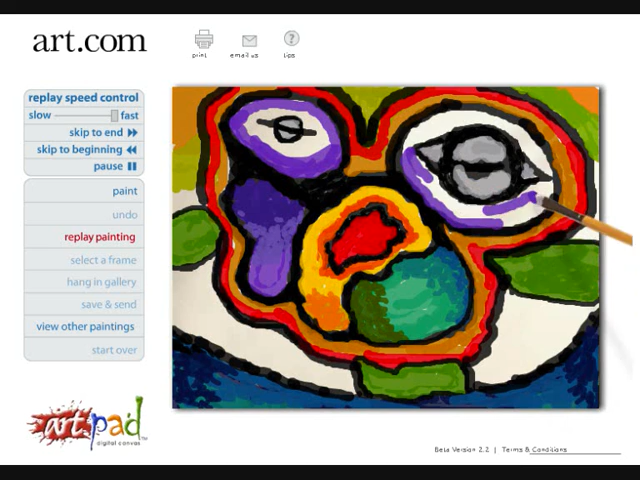 art.com
print email us tips
replay speed control
slow fast
skip to end
skip to beginning
pause
paint
undo
replay painting
select a frame
hang in gallery
save & send
view other paintings
start over
artpad
digital canvas
Beta Version 2.2 | Terms & Conditions